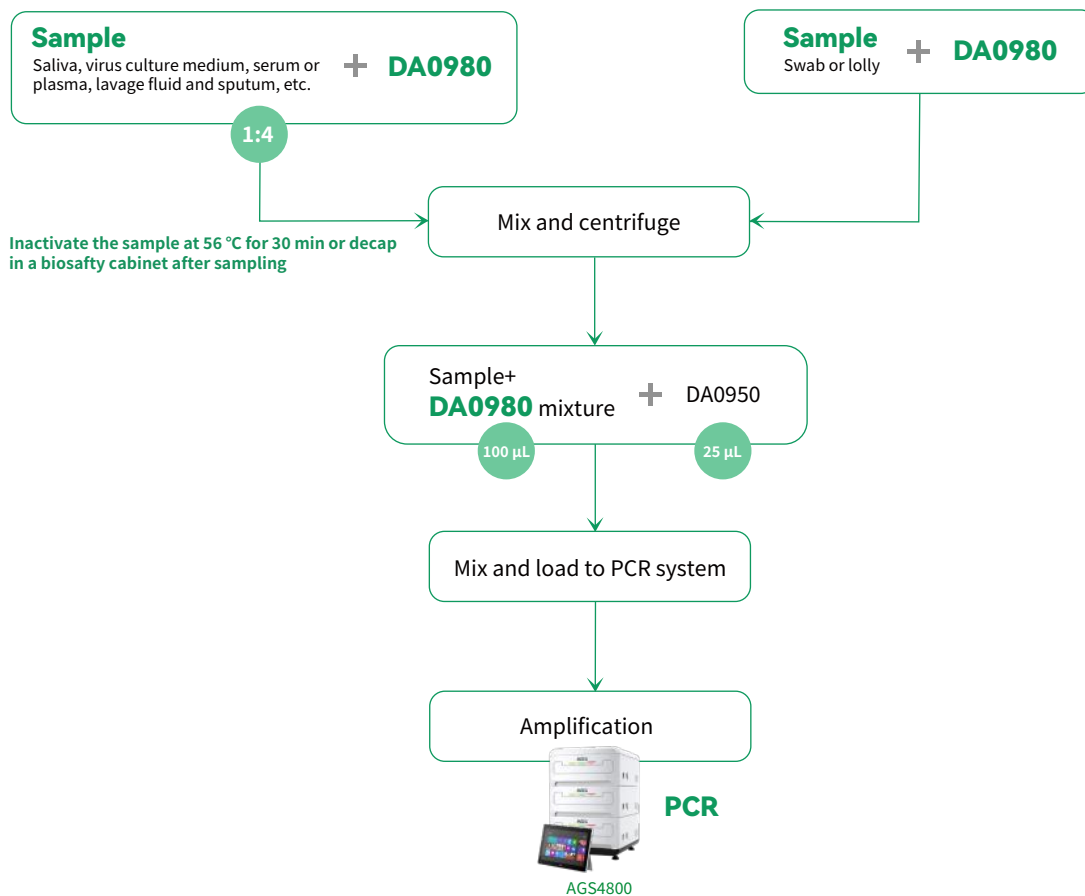 Sample
Saliva, virus culture medium, serum or
plasma, lavage fluid and sputum, etc.
+ DA0980
1:4
Sample
Swab or lolly
+ DA0980
Inactivate the sample at 56 °C for 30 min or decap
in a biosafty cabinet after sampling
Mix and centrifuge
Sample+
DA0980 mixture
+ DA0950
100 μL
25 μL
Mix and load to PCR system
Amplification
PCR
AGS4800